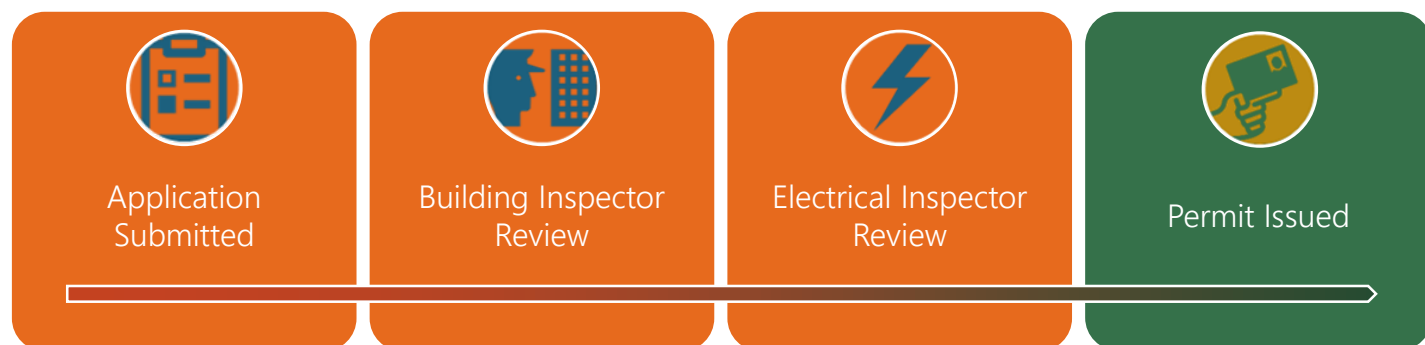 Application
Submitted
Building Inspector
Review
Electrical Inspector
Review
Permit Issued